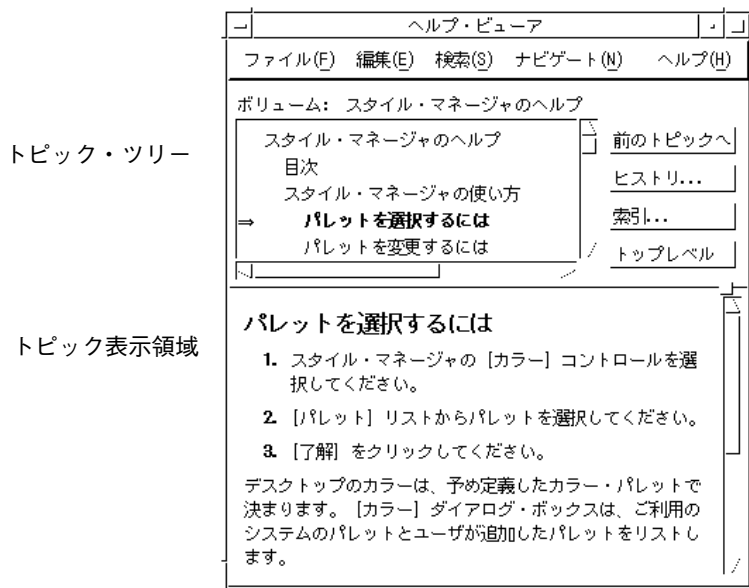 ヘルプ・ビューア
ファイル(F) 編集(E) 検索(S) ナビゲート(N) ヘルプ(H)
ボリューム: スタイル・マネージャのヘルプ
トピック・ツリー
スタイル・マネージャのヘルプ
目次
スタイル・マネージャの使い方
⇒ パレットを選択するには
パレットを変更するには
前のトピックへ
ヒストリ...
索引...
トップレベル
トピック表示領域
パレットを選択するには
1. スタイル・マネージャの [カラー] コントロールを選
択してください。
2. [パレット] リストからパレットを選択してください。
3. [了解] をクリックしてください。
デスクトップのカラーは、予め定義したカラー・パレットで
決まります。 [カラー] ダイアログ・ボックスは、ご利用の
システムのパレットとユーザが追加したパレットをリストし
ます。